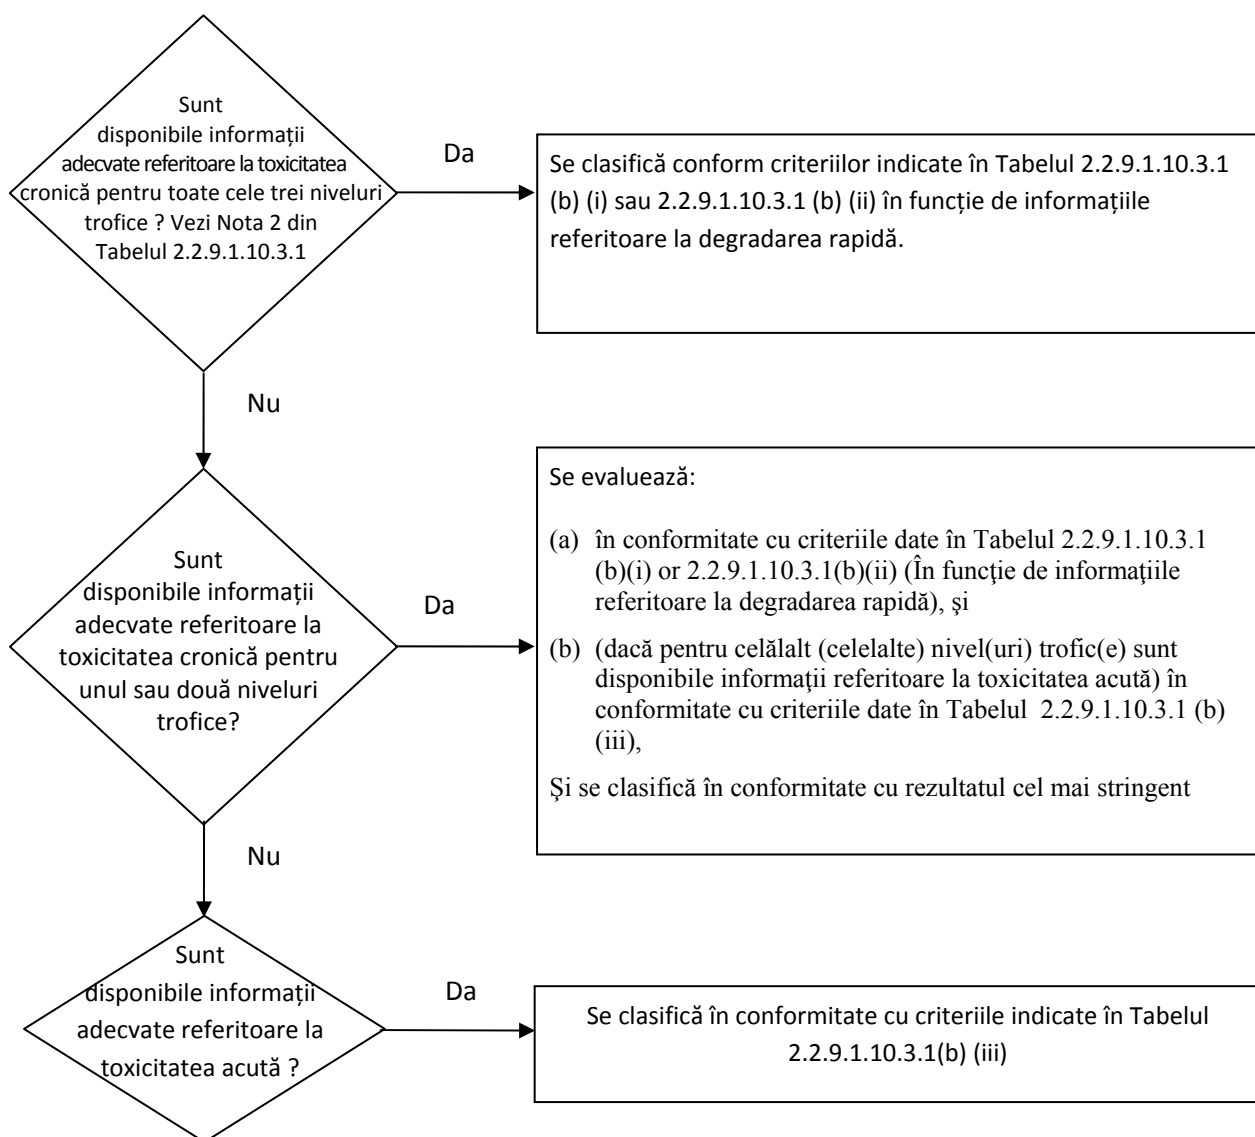 Sunt
disponibile informații
adecvate referitoare la toxicitatea
cronică pentru toate cele trei niveluri
trofice ? Vezi Nota 2 din
Tabelul 2.2.9.1.10.3.1
Da
Se clasifică conform criteriilor indicate în Tabelul 2.2.9.1.10.3.1
(b) (i) sau 2.2.9.1.10.3.1 (b) (ii) în funcție de informațiile
referitoare la degradarea rapidă.
Nu
Sunt
disponibile informații
adecvate referitoare la
toxicitatea cronică pentru
unul sau două niveluri
trofice?
Da
Se evaluează:
(a) în conformitate cu criteriile date în Tabelul 2.2.9.1.10.3.1
(b)(i) or 2.2.9.1.10.3.1(b)(ii) (În funcţie de informaţiile
referitoare la degradarea rapidă), şi
(b) (dacă pentru celălalt (celelalte) nivel(uri) trofic(e) sunt
disponibile informaţii referitoare la toxicitatea acută) în
conformitate cu criteriile date în Tabelul 2.2.9.1.10.3.1 (b)
(iii),
Şi se clasifică în conformitate cu rezultatul cel mai stringent
Nu
Sunt
disponibile informații
adecvate referitoare la
toxicitatea acută ?
Da
Se clasifică în conformitate cu criteriile indicate în Tabelul
2.2.9.1.10.3.1(b) (iii)